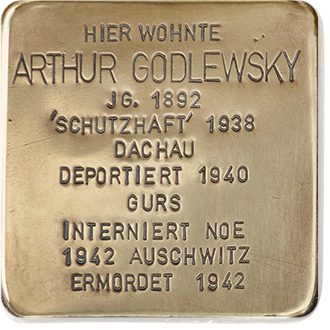 HIER WOHNTE
ARTHUR GODLEWSKY
JG. 1892
'SCHUTZHAFT' 1938
DACHAU
DEPORTIERT 1940
GURS
INTERNIERT NOE
1942 AUSCHWITZ
ERMORDET 1942